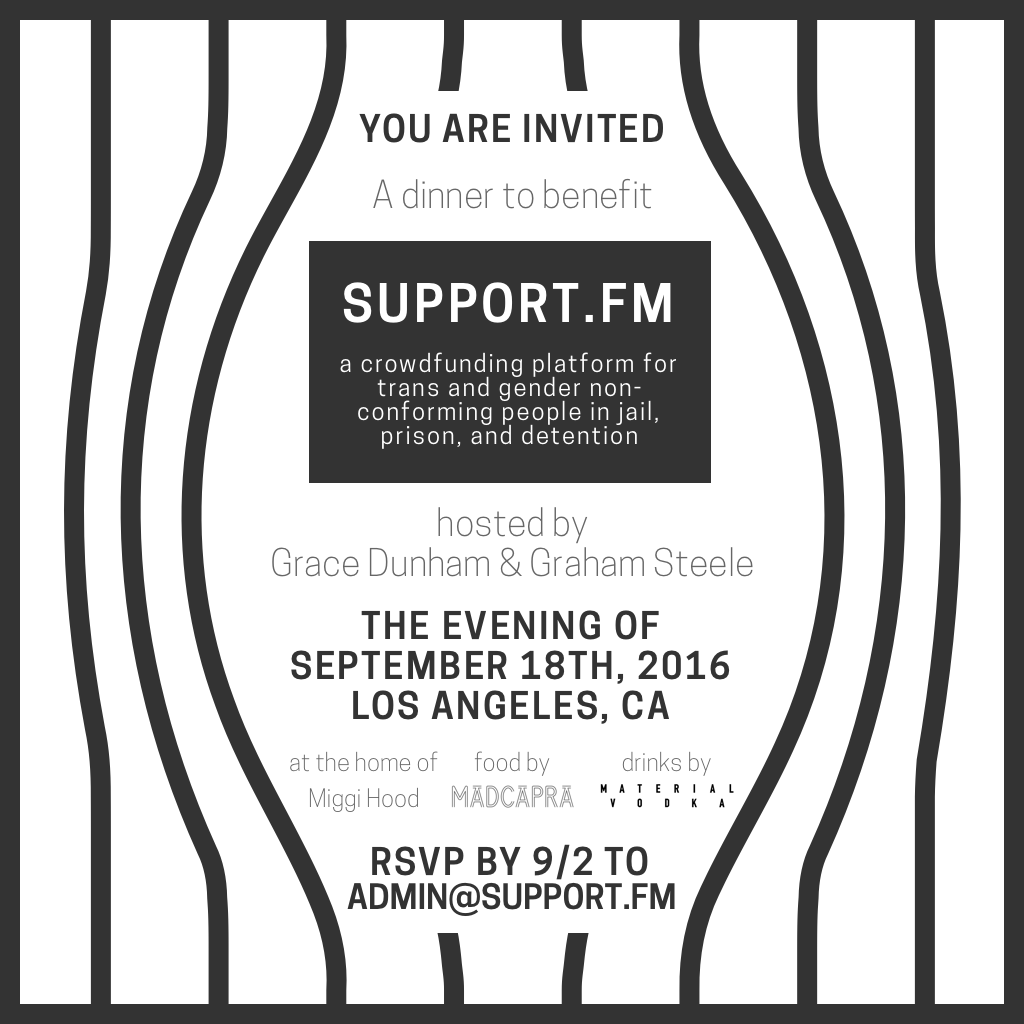 YOU ARE INVITED
A dinner to benefit
SUPPORT.FM
a crowdfunding platform for
trans and gender non-
conforming people in jail,
prison, and detention
hosted by
Grace Dunham & Graham Steele
THE EVENING OF
SEPTEMBER 18TH, 2016
LOS ANGELES, CA
at the home of
Miggi Hood
food by
MADCAPRA
drinks by
MATERIAL
VODKA
RSVP BY 9/2 TO
ADMIN@SUPPORT.FM